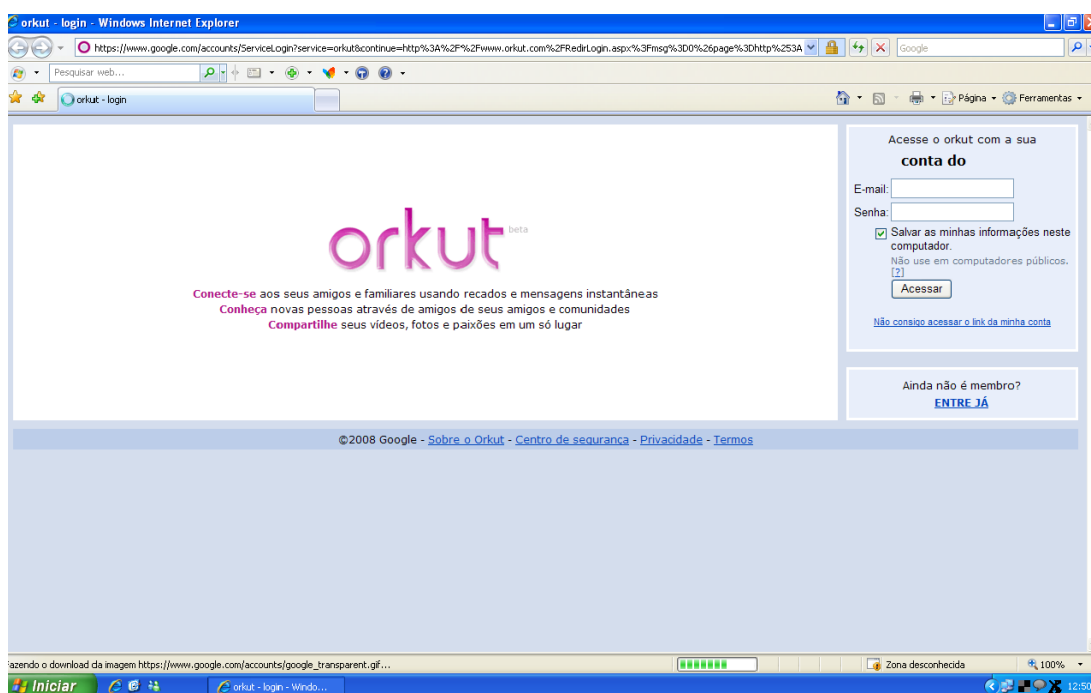 orkut - login - Windows Internet Explorer
https://www.google.com/accounts/ServiceLogin?service=orkut&continue=http%3A%2F%2Fwww.orkut.com%2FRedirLogin.aspx%3Fmsg%3D0%26page%3Dhttp%253A
Google
Pesquisar web...
orkut - login
Página
Ferramentas
orkut beta
Conecte-se aos seus amigos e familiares usando recados e mensagens instantâneas
Conheça novas pessoas através de amigos de seus amigos e comunidades
Compartilhe seus vídeos, fotos e paixões em um só lugar
Acesse o orkut com a sua
conta do
E-mail:
Senha:
Salvar as minhas informações neste
computador.
Não use em computadores públicos.
[?]
Acessar
Não consigo acessar o link da minha conta
Ainda não é membro?
ENTRE JÁ
©2008 Google - Sobre o Orkut - Centro de segurança - Privacidade - Termos
azendo o download da imagem https://www.google.com/accounts/google_transparent.gif...
Zona desconhecida
100%
Iniciar
orkut - login - Windo...
12:50